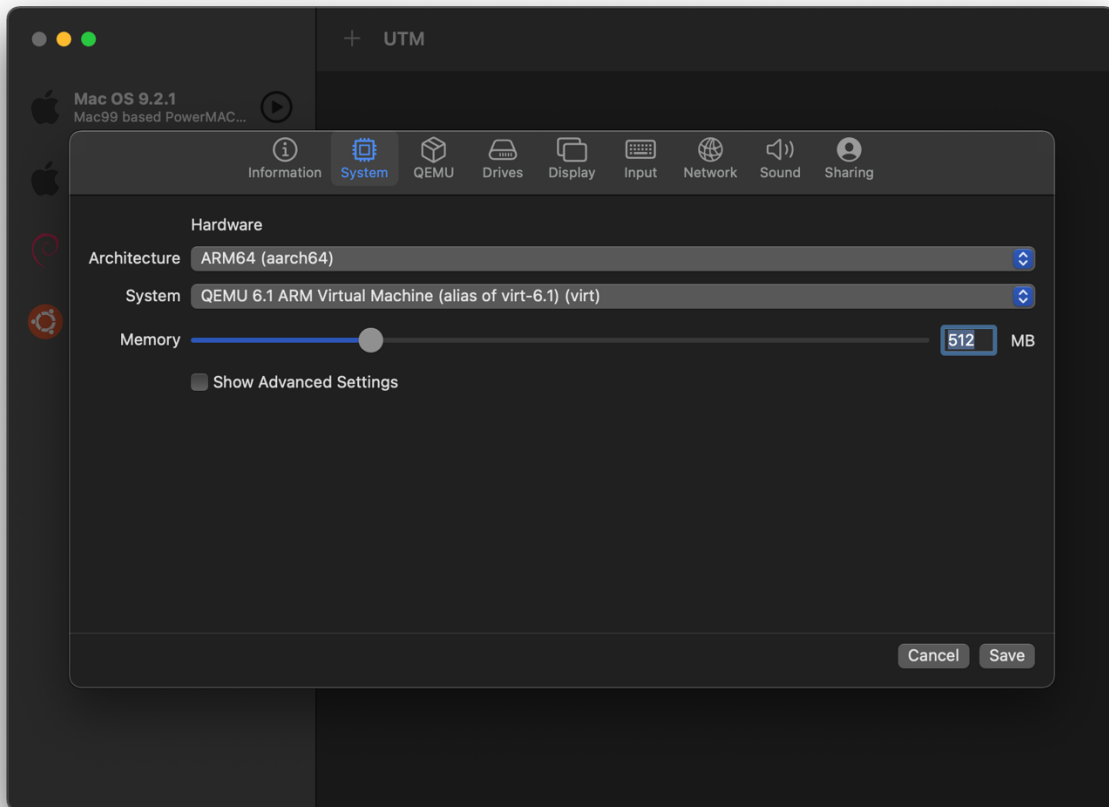 UTM
Mac OS 9.2.1
Mac99 based PowerMAC...
Information System QEMU Drives Display Input Network Sound Sharing
Hardware
Architecture ARM64 (aarch64)
System QEMU 6.1 ARM Virtual Machine (alias of virt-6.1) (virt)
Memory 512 MB
Show Advanced Settings
Cancel Save